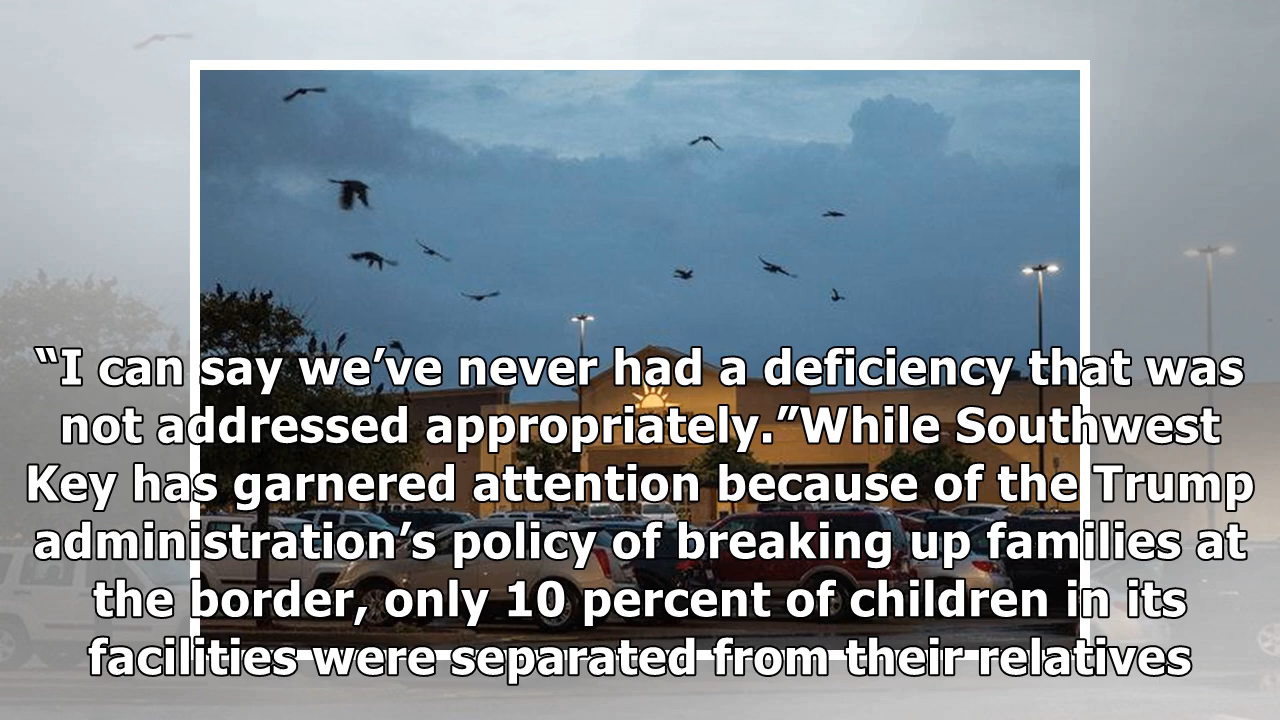 “I can say we’ve never had a deficiency that was
not addressed appropriately.”While Southwest
Key has garnered attention because of the Trump
administration’s policy of breaking up families at
the border, only 10 percent of children in its
facilities were separated from their relatives